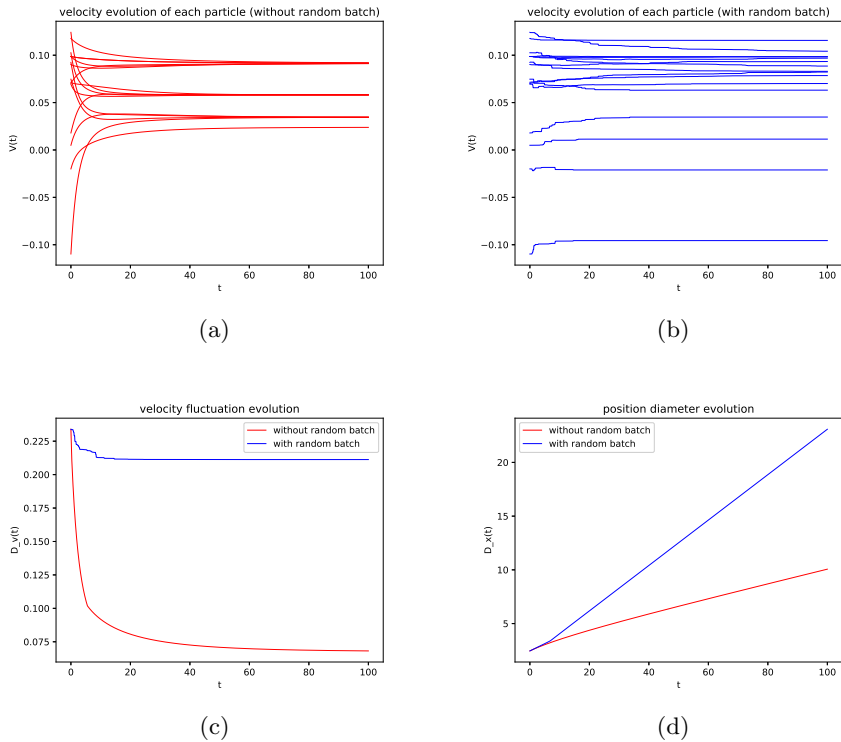 velocity evolution of each particle (without random batch)
V(t)
0.10
0.05
0.00
−0.05
−0.10
0 20 40 60 80 100
t
(a)
velocity evolution of each particle (with random batch)
V(t)
0.10
0.05
0.00
−0.05
−0.10
0 20 40 60 80 100
t
(b)
velocity fluctuation evolution
D_v(t)
0.225
0.200
0.175
0.150
0.125
0.100
0.075
without random batch
with random batch
0 20 40 60 80 100
t
(c)
position diameter evolution
D_x(t)
20
15
10
5
without random batch
with random batch
0 20 40 60 80 100
t
(d)